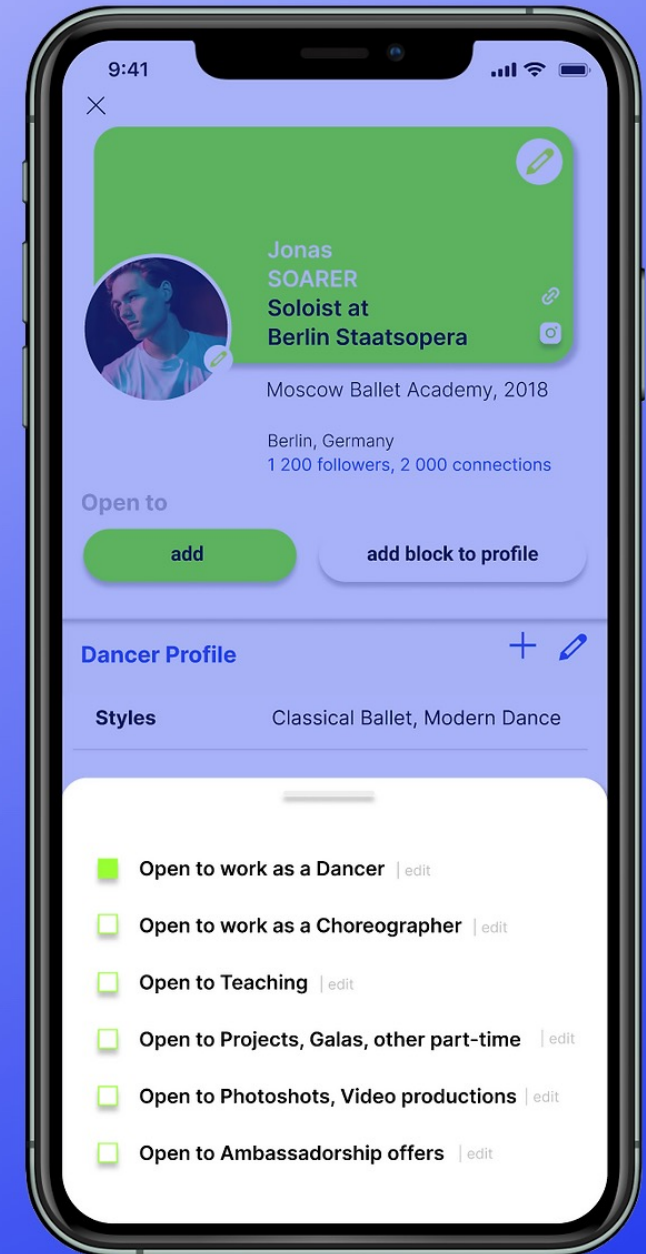 9:41
Jonas
SOARER
Soloist at
Berlin Staatsopera
Moscow Ballet Academy, 2018
Berlin, Germany
1 200 followers, 2 000 connections
Open to
add
add block to profile
Dancer Profile
Styles Classical Ballet, Modern Dance
Open to work as a Dancer | edit
Open to work as a Choreographer | edit
Open to Teaching | edit
Open to Projects, Galas, other part-time | edit
Open to Photoshots, Video productions | edit
Open to Ambassadorship offers | edit